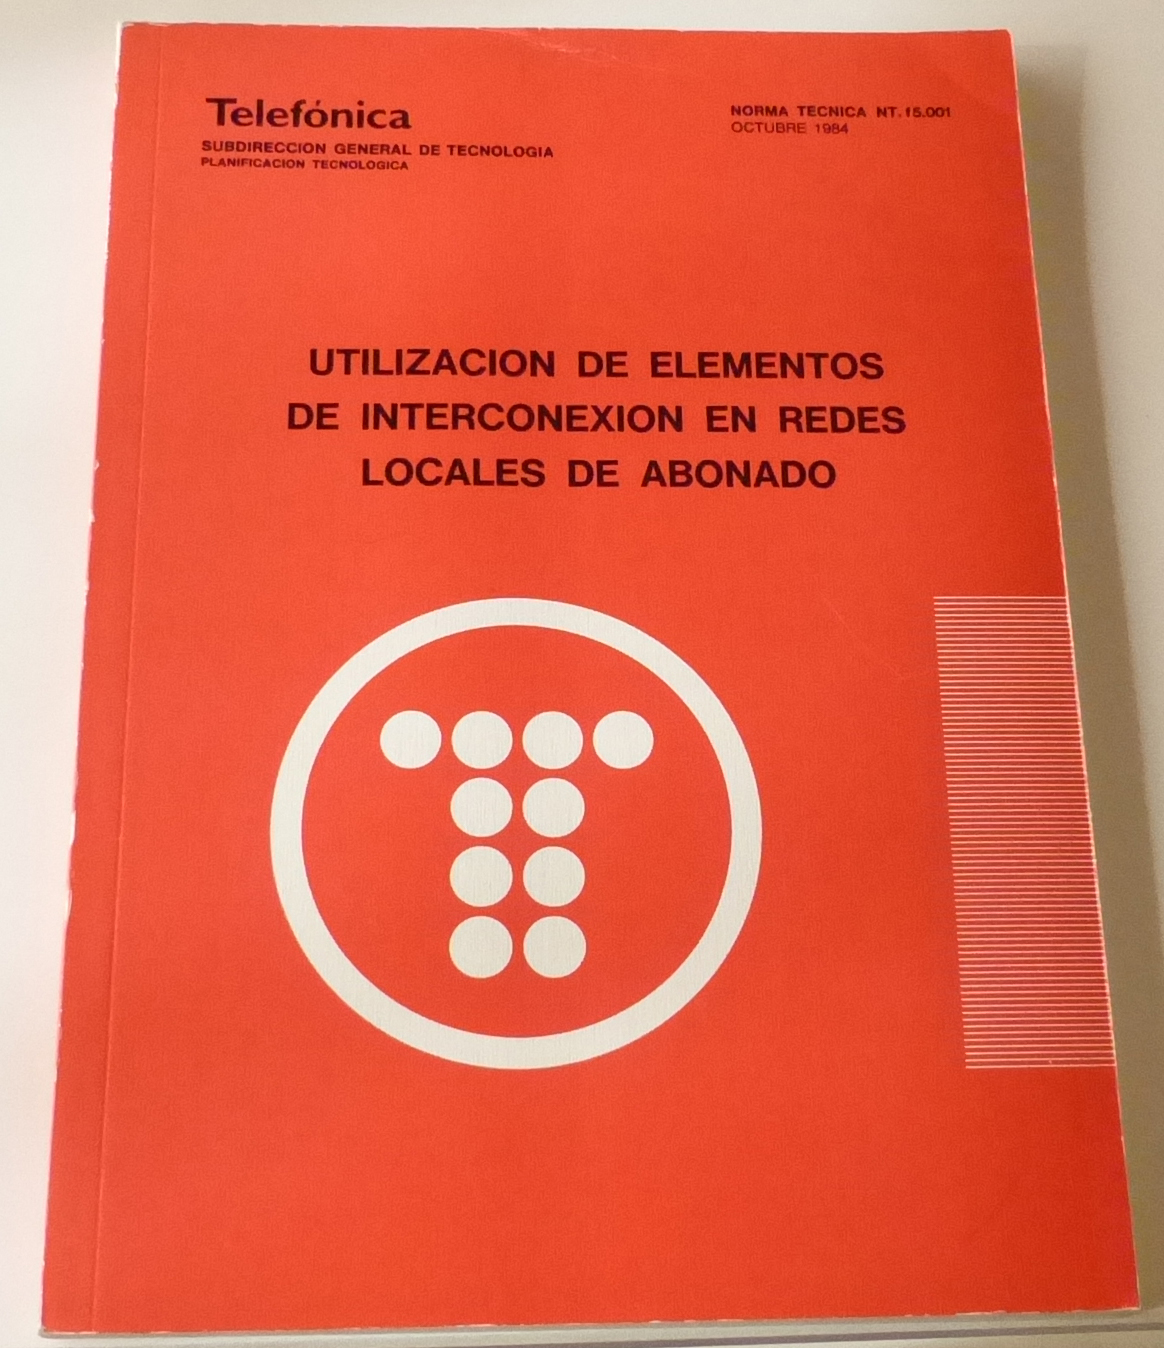 Telefónica
SUBDIRECCION GENERAL DE TECNOLOGIA
PLANIFICACION TECNOLOGICA
NORMA TECNICA NT.15.001
OCTUBRE 1984
UTILIZACION DE ELEMENTOS
DE INTERCONEXION EN REDES
LOCALES DE ABONADO